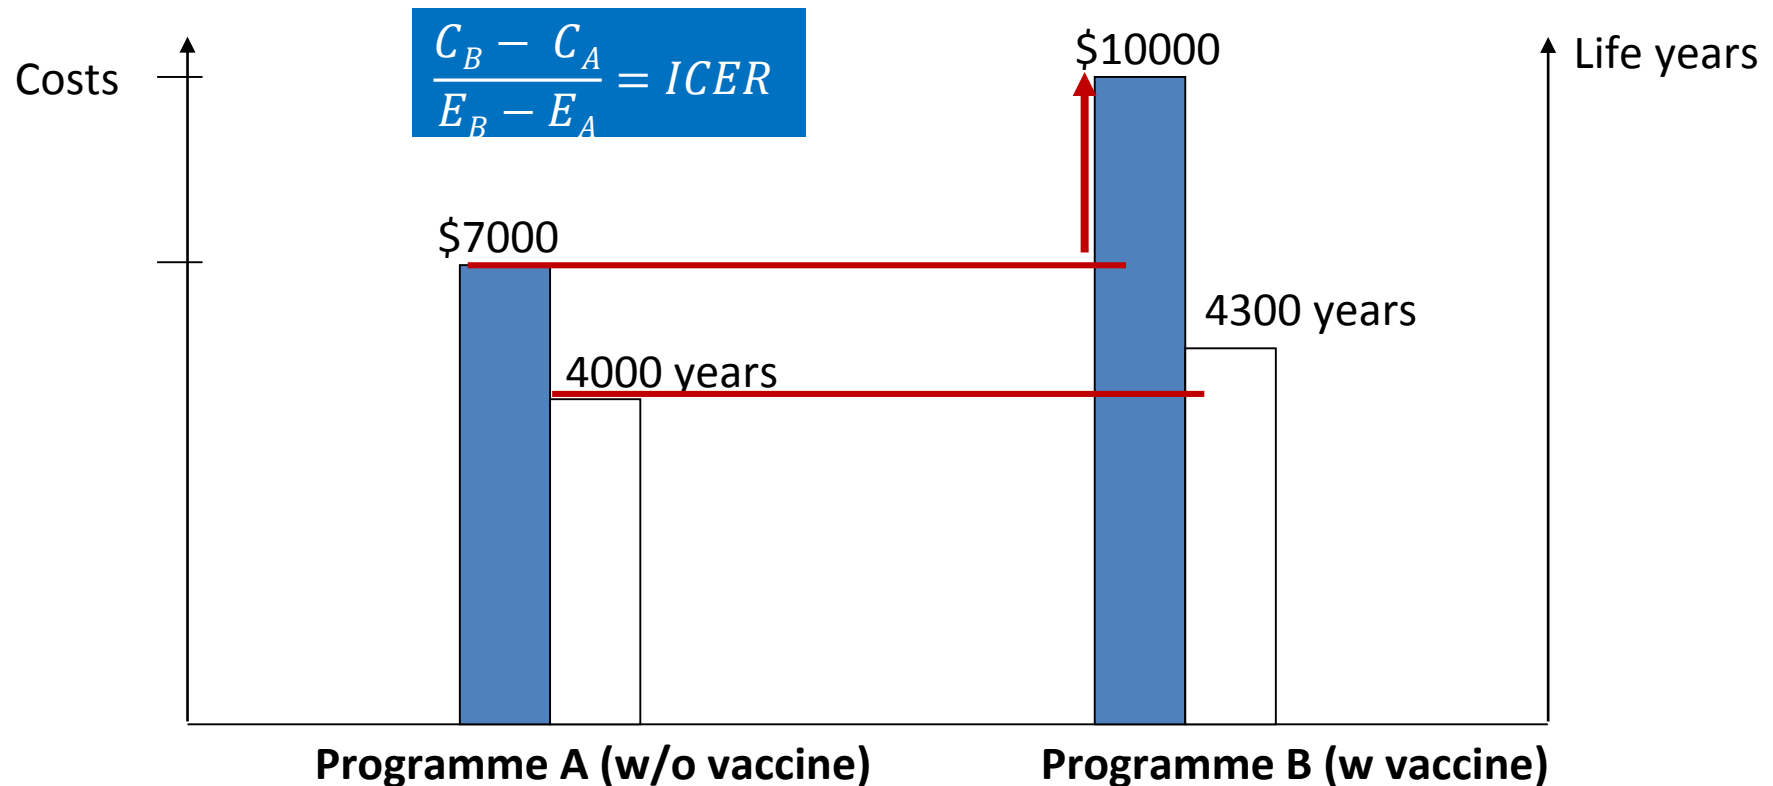 Costs
C_B − C_A
E_B − E_A
= ICER
$10000
Life years
$7000
4300 years
4000 years
Programme A (w/o vaccine)
Programme B (w vaccine)